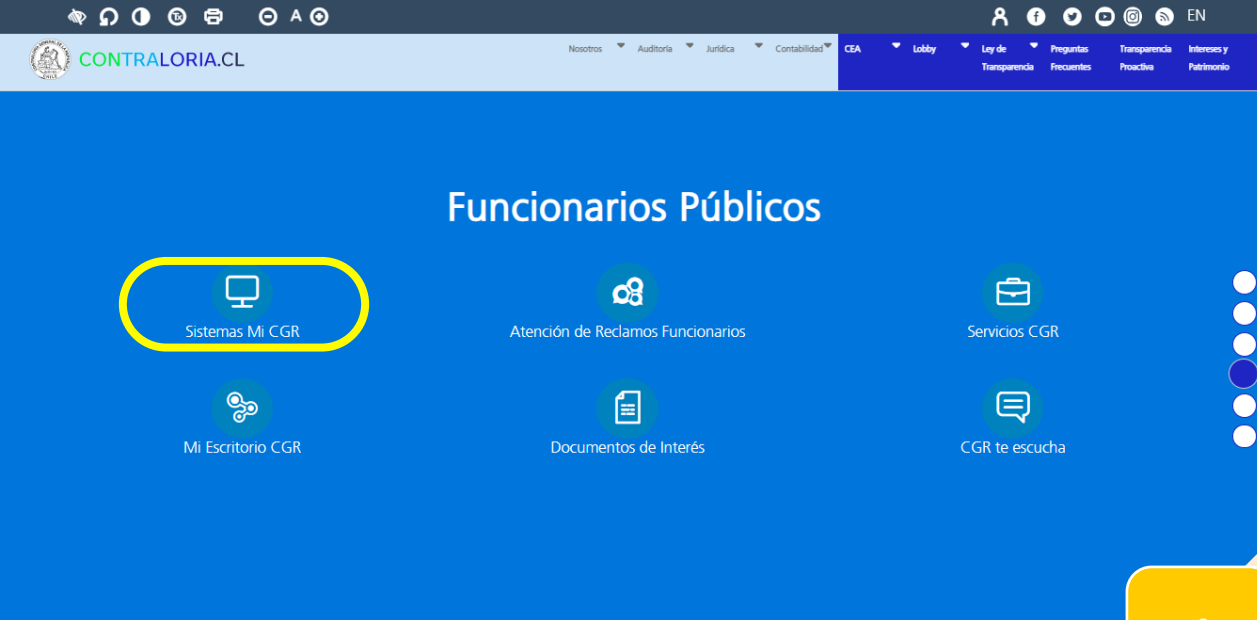 A
EN
CONTRALORIA.CL
Nosotros
Auditoría
Jurídica
Contabilidad
CEA
Lobby
Ley de
Transparencia
Preguntas
Frecuentes
Transparencia
Proactiva
Intereses y
Patrimonio
Funcionarios Públicos
Sistemas Mi CGR
Atención de Reclamos Funcionarios
Servicios CGR
Mi Escritorio CGR
Documentos de Interés
CGR te escucha